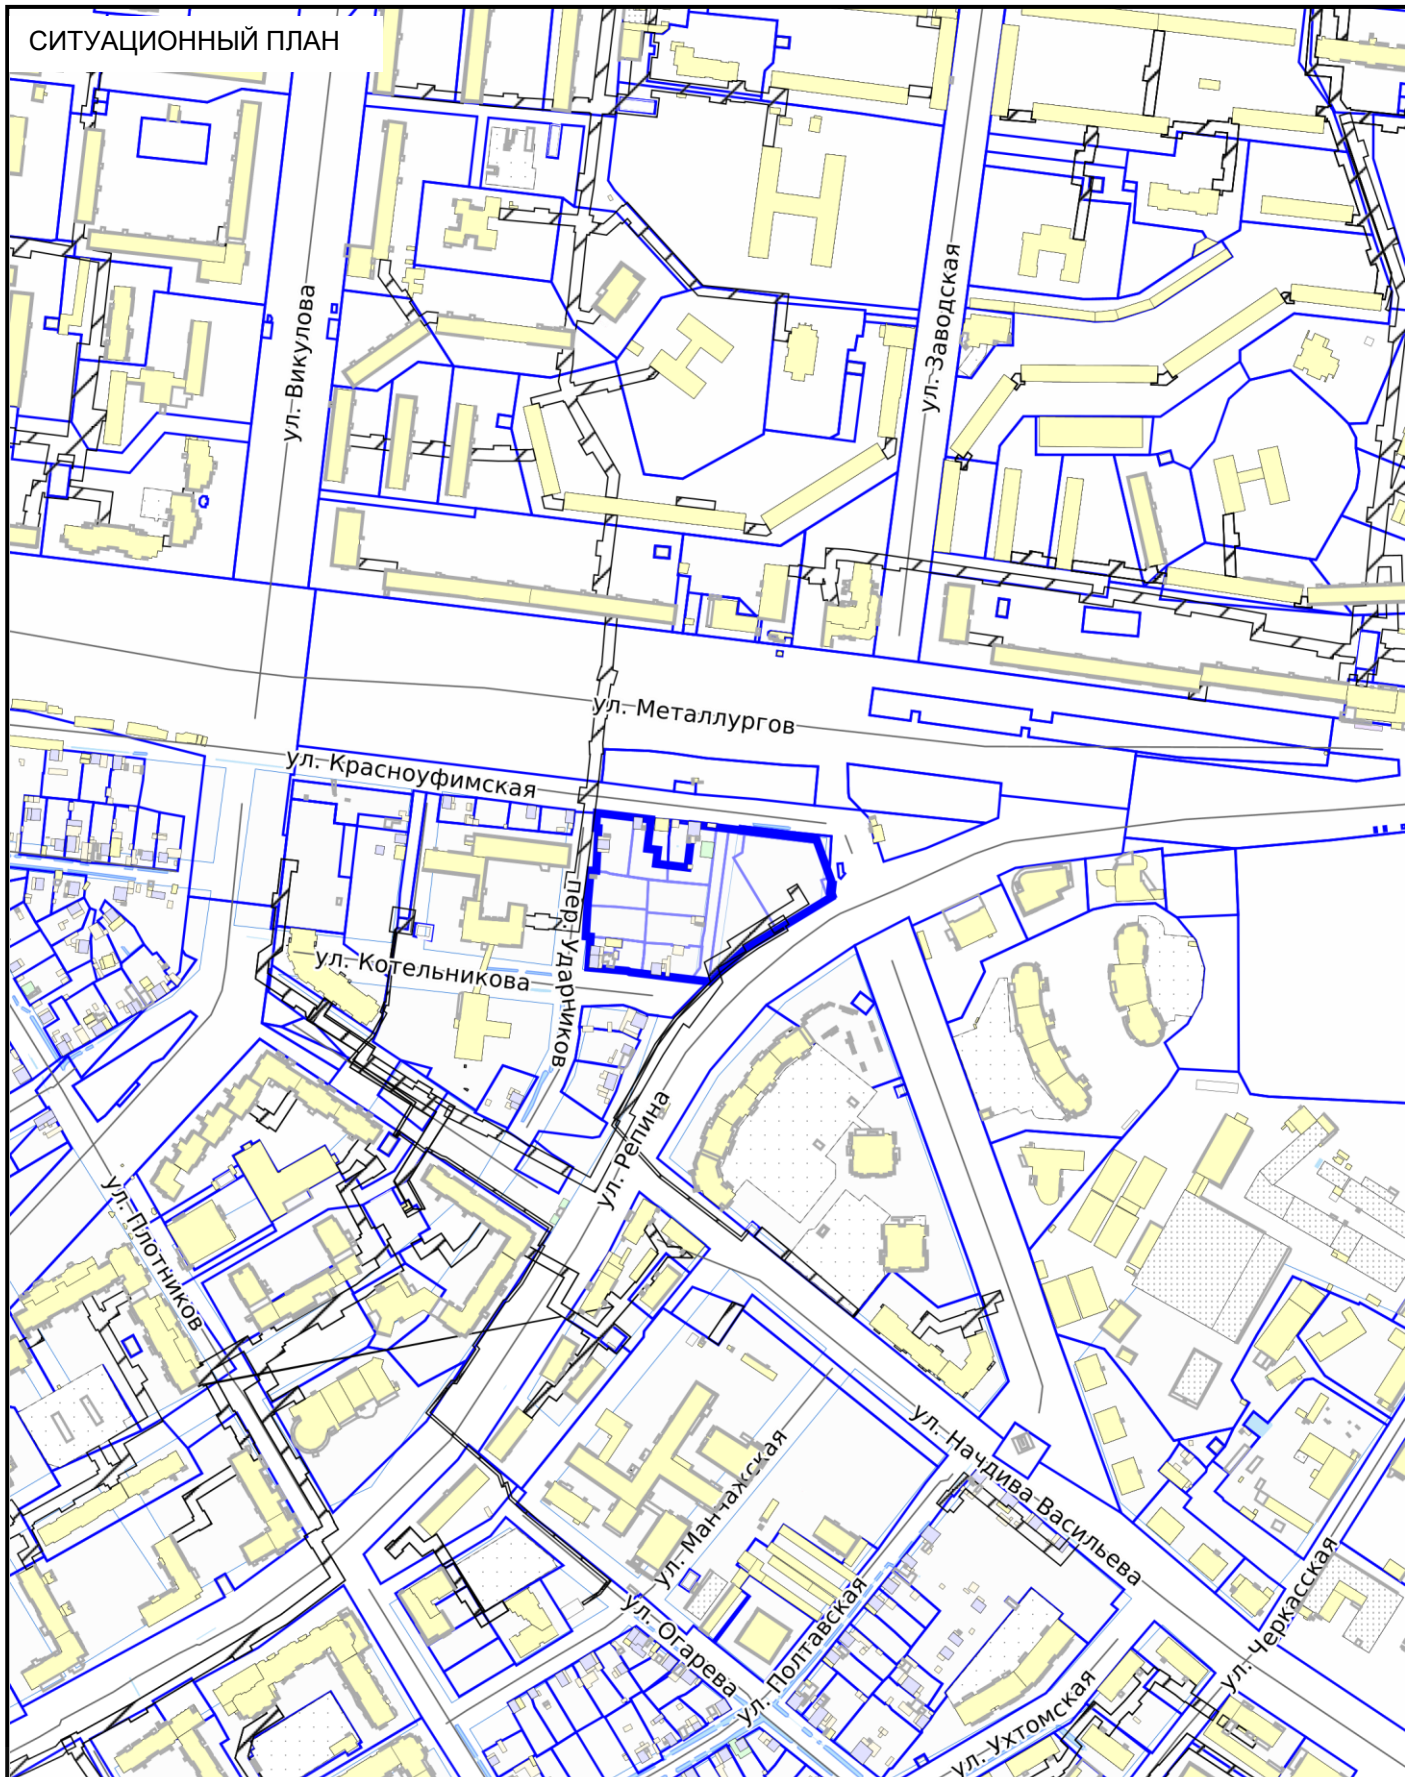 СИТУАЦИОННЫЙ ПЛАН
ул. Викулова
ул. Заводская
ул. Металлургов
ул. Красноуфимская
пер. Ударников
ул. Котельникова
ул. Репина
ул. Плотников
ул. Начдива Васильева
ул. Манчажская
ул. Полтавская
ул. Огарева
ул. Черкасская
ул. Ухтомская